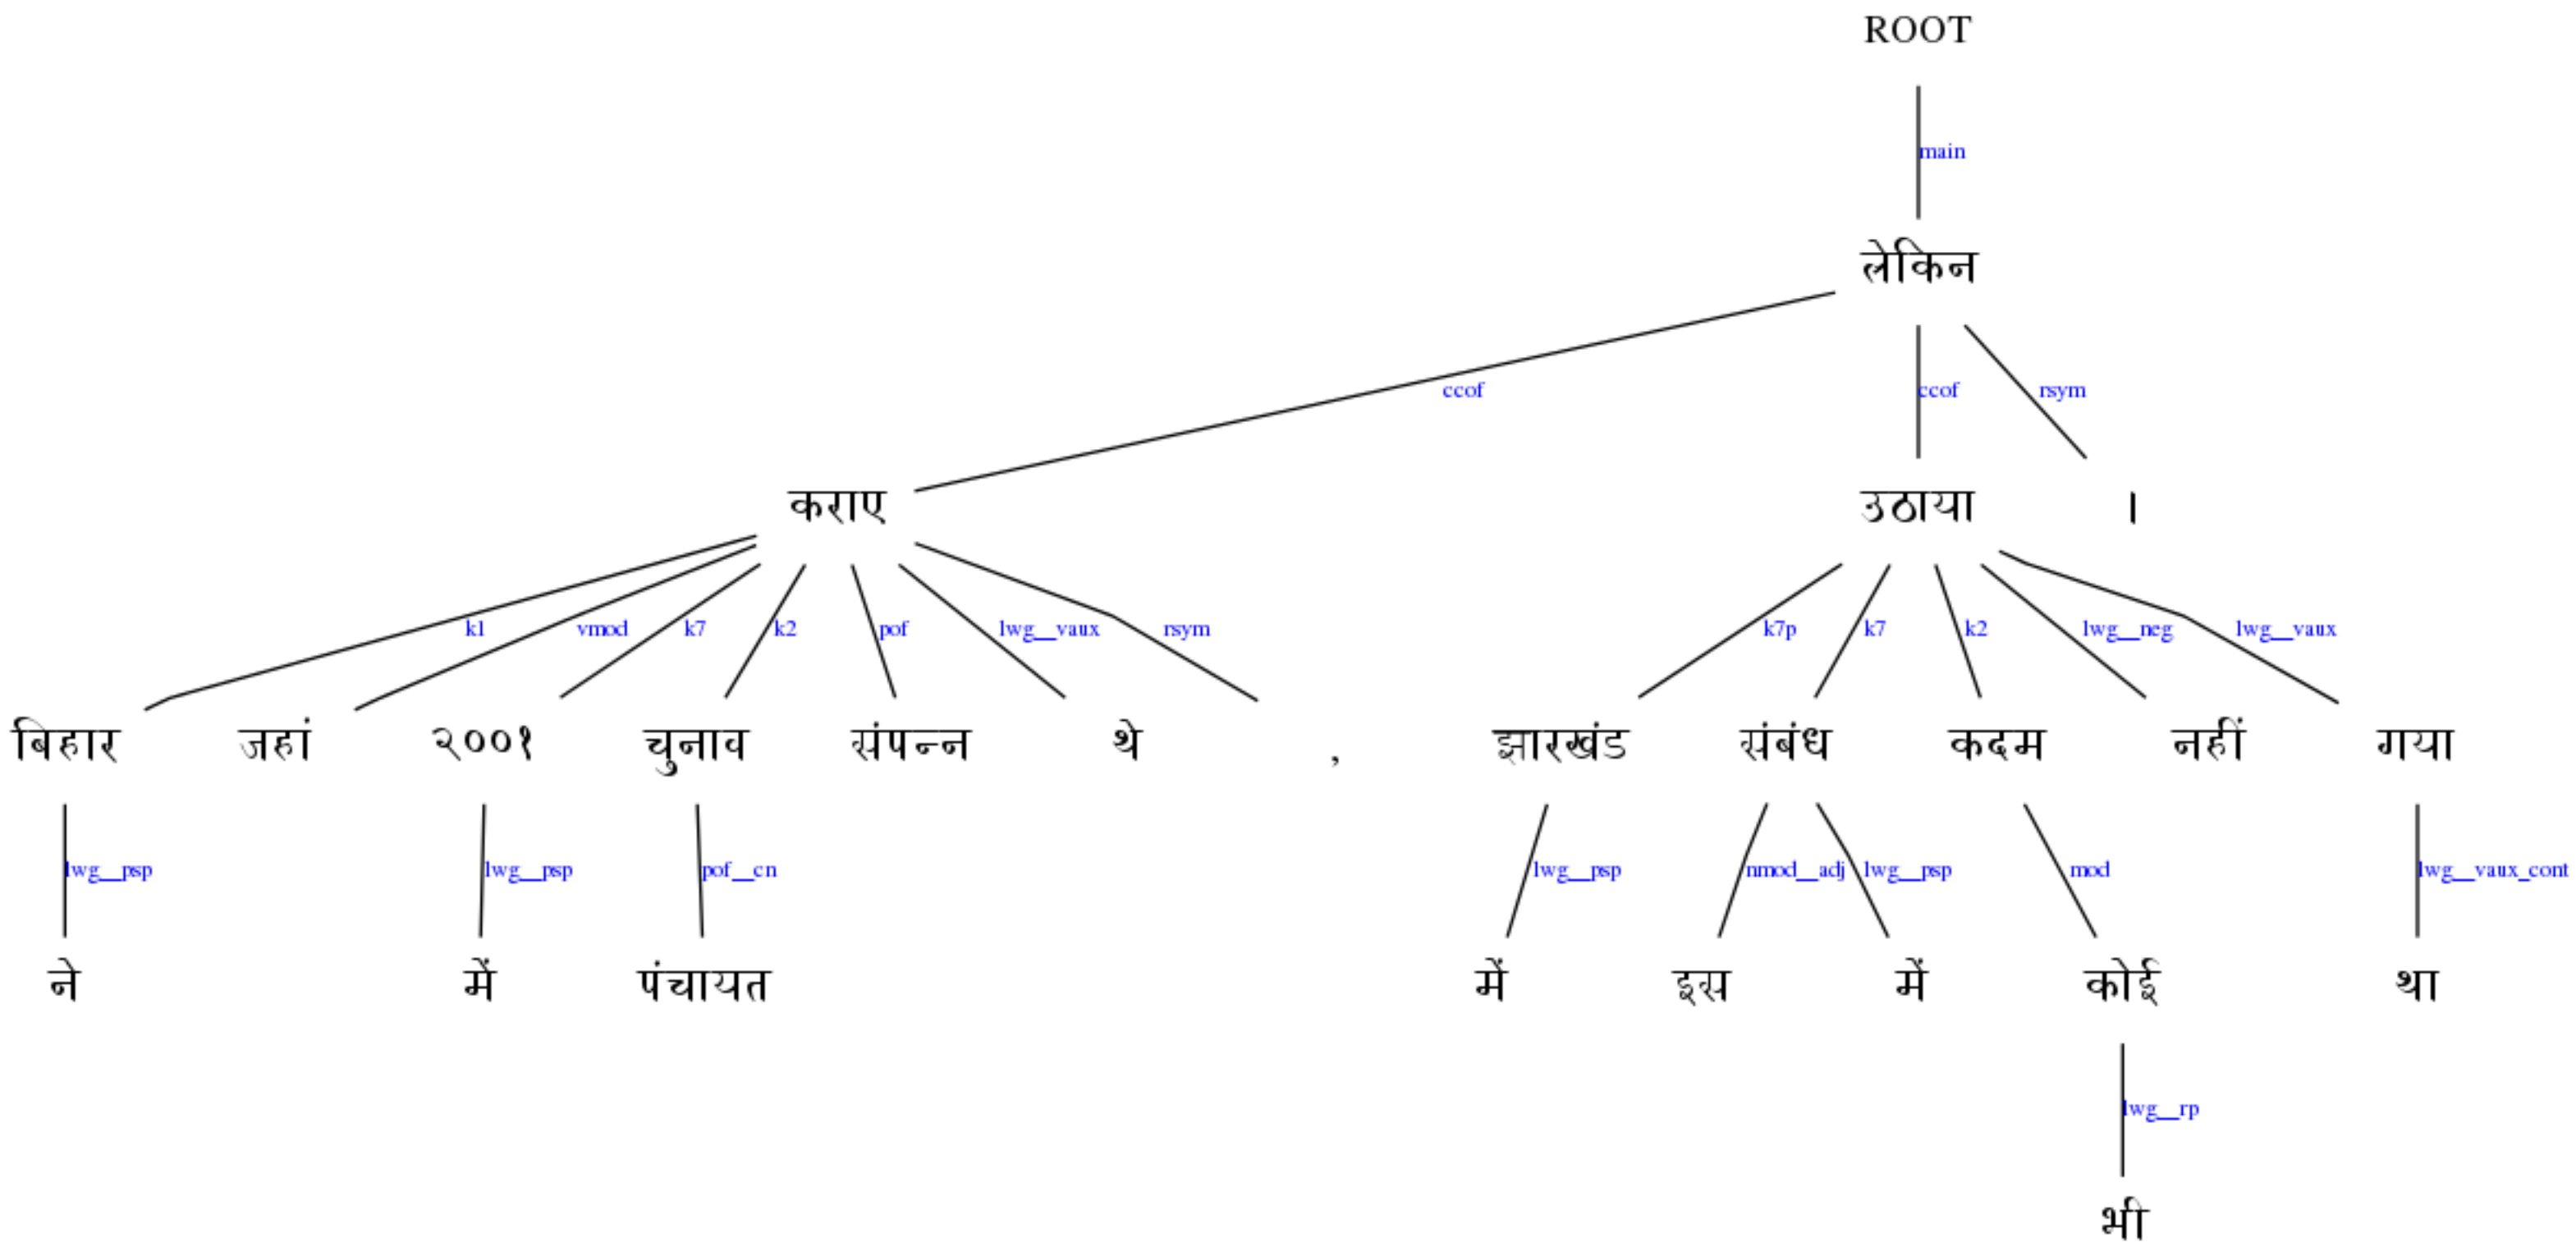 ROOT
main
लेकिन
ccof ccof rsym
कराए उठाया ।
k1 vmod k7 k2 pof lwg__vaux rsym k7p k7 k2 lwg__neg lwg__vaux
बिहार जहां २००१ चुनाव संपन्न थे , झारखंड संबंध कदम नहीं गया
lwg__psp lwg__psp pof__cn lwg__psp nmod__adj lwg__psp mod lwg__vaux_cont
ने में पंचायत में इस में कोई था
lwg__rp
भी